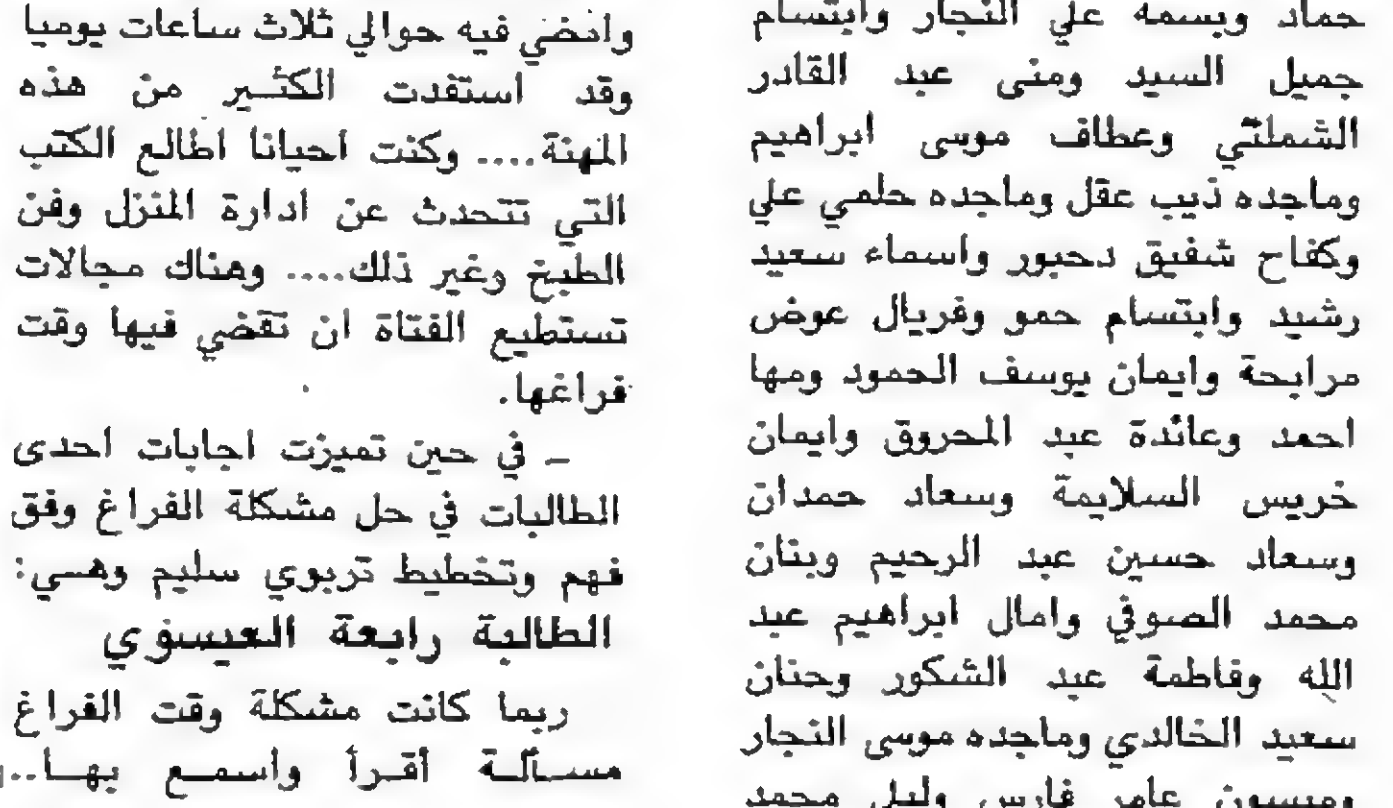 حماد وبسمه علي النجار وابتسام
جميل السيد ومنى عبد القادر
الشملتي وعطاف موسى ابراهيم
وماجده ذيب عقل وماجده حلمي علي
وكفاح شفيق دحبور واسماء سعيد
رشيد وابتسام حمو وفريال عوض
مرابحة وايمان يوسف الحمود ومها
احمد وعائدة عبد المحروق وايمان
خريس السلايمة وسعاد حمدان
وسعاد حسين عبد الرحيم وبنان
محمد الصوفي وامال ابراهيم عبد
الله وفاطمة عبد الشكور وحنان
سعيد الخالدي وماجده موسى النجار
وميسون عامر فارس وليلى محمد
وامضي فيه حوالي ثلاث ساعات يوميا
وقد استفدت الكثير من هذه
المهنة.... وكنت احيانا اطالع الكتب
التي تتحدث عن ادارة المنزل وفن
الطبخ وغير ذلك.... وهناك مجالات
تستطيع الفتاة ان تقضي فيها وقت
فراغها.
ـ في حين تميزت اجابات احدى
الطالبات في حل مشكلة الفراغ وفق
فهم وتخطيط تربوي سليم وهي:
الطالبة رابعة العيسوي
ربما كانت مشكلة وقت الفراغ
مسألة أقرأ واسمع بها..